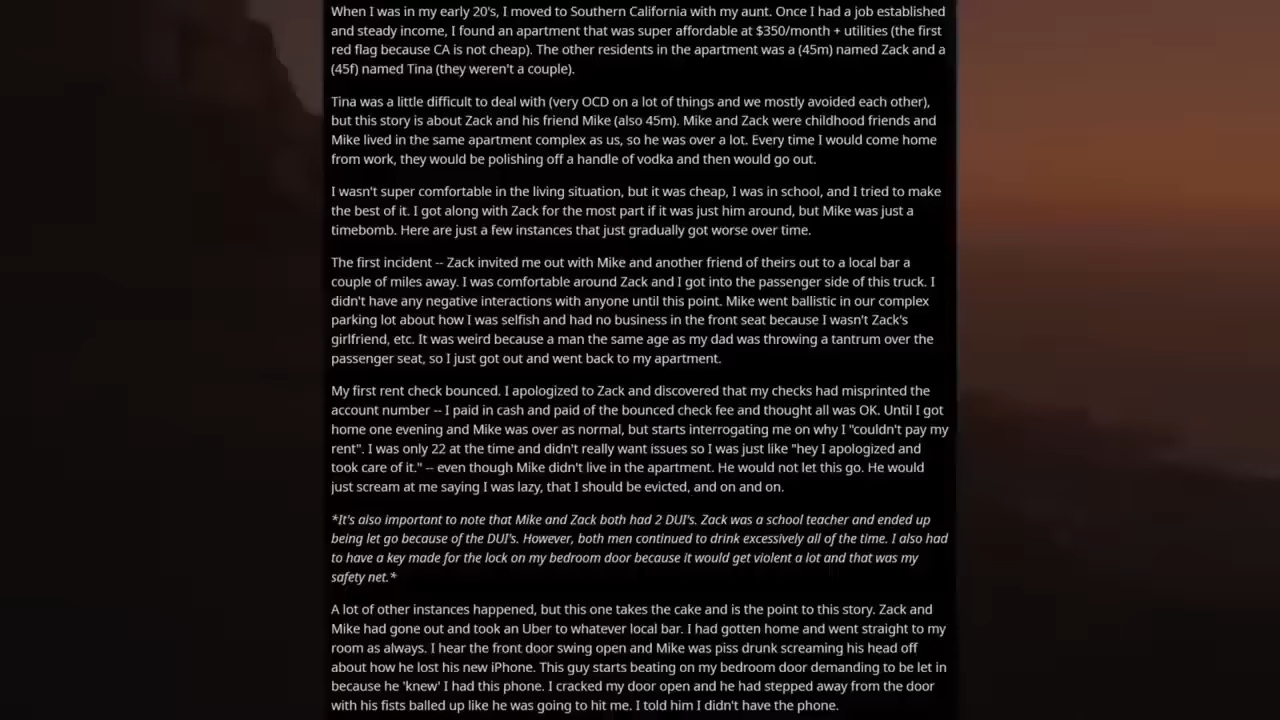 When I was in my early 20's, I moved to Southern California with my aunt. Once I had a job established
and steady income, I found an apartment that was super affordable at $350/month + utilities (the first
red flag because CA is not cheap). The other residents in the apartment was a (45m) named Zack and a
(45f) named Tina (they weren't a couple).
Tina was a little difficult to deal with (very OCD on a lot of things and we mostly avoided each other),
but this story is about Zack and his friend Mike (also 45m). Mike and Zack were childhood friends and
Mike lived in the same apartment complex as us, so he was over a lot. Every time I would come home
from work, they would be polishing off a handle of vodka and then would go out.
I wasn't super comfortable in the living situation, but it was cheap, I was in school, and I tried to make
the best of it. I got along with Zack for the most part if it was just him around, but Mike was just a
timebomb. Here are just a few instances that just gradually got worse over time.
The first incident -- Zack invited me out with Mike and another friend of theirs out to a local bar a
couple of miles away. I was comfortable around Zack and I got into the passenger side of this truck. I
didn't have any negative interactions with anyone until this point. Mike went ballistic in our complex
parking lot about how I was selfish and had no business in the front seat because I wasn't Zack's
girlfriend, etc. It was weird because a man the same age as my dad was throwing a tantrum over the
passenger seat, so I just got out and went back to my apartment.
My first rent check bounced. I apologized to Zack and discovered that my checks had misprinted the
account number -- I paid in cash and paid of the bounced check fee and thought all was OK. Until I got
home one evening and Mike was over as normal, but starts interrogating me on why I "couldn't pay my
rent". I was only 22 at the time and didn't really want issues so I was just like "hey I apologized and
took care of it." -- even though Mike didn't live in the apartment. He would not let this go. He would
just scream at me saying I was lazy, that I should be evicted, and on and on.
*It's also important to note that Mike and Zack both had 2 DUI's. Zack was a school teacher and ended up
being let go because of the DUI's. However, both men continued to drink excessively all of the time. I also had
to have a key made for the lock on my bedroom door because it would get violent a lot and that was my
safety net.*
A lot of other instances happened, but this one takes the cake and is the point to this story. Zack and
Mike had gone out and took an Uber to whatever local bar. I had gotten home and went straight to my
room as always. I hear the front door swing open and Mike was piss drunk screaming his head off
about how he lost his new iPhone. This guy starts beating on my bedroom door demanding to be let in
because he 'knew' I had this phone. I cracked my door open and he had stepped away from the door
with his fists balled up like he was going to hit me. I told him I didn't have the phone.